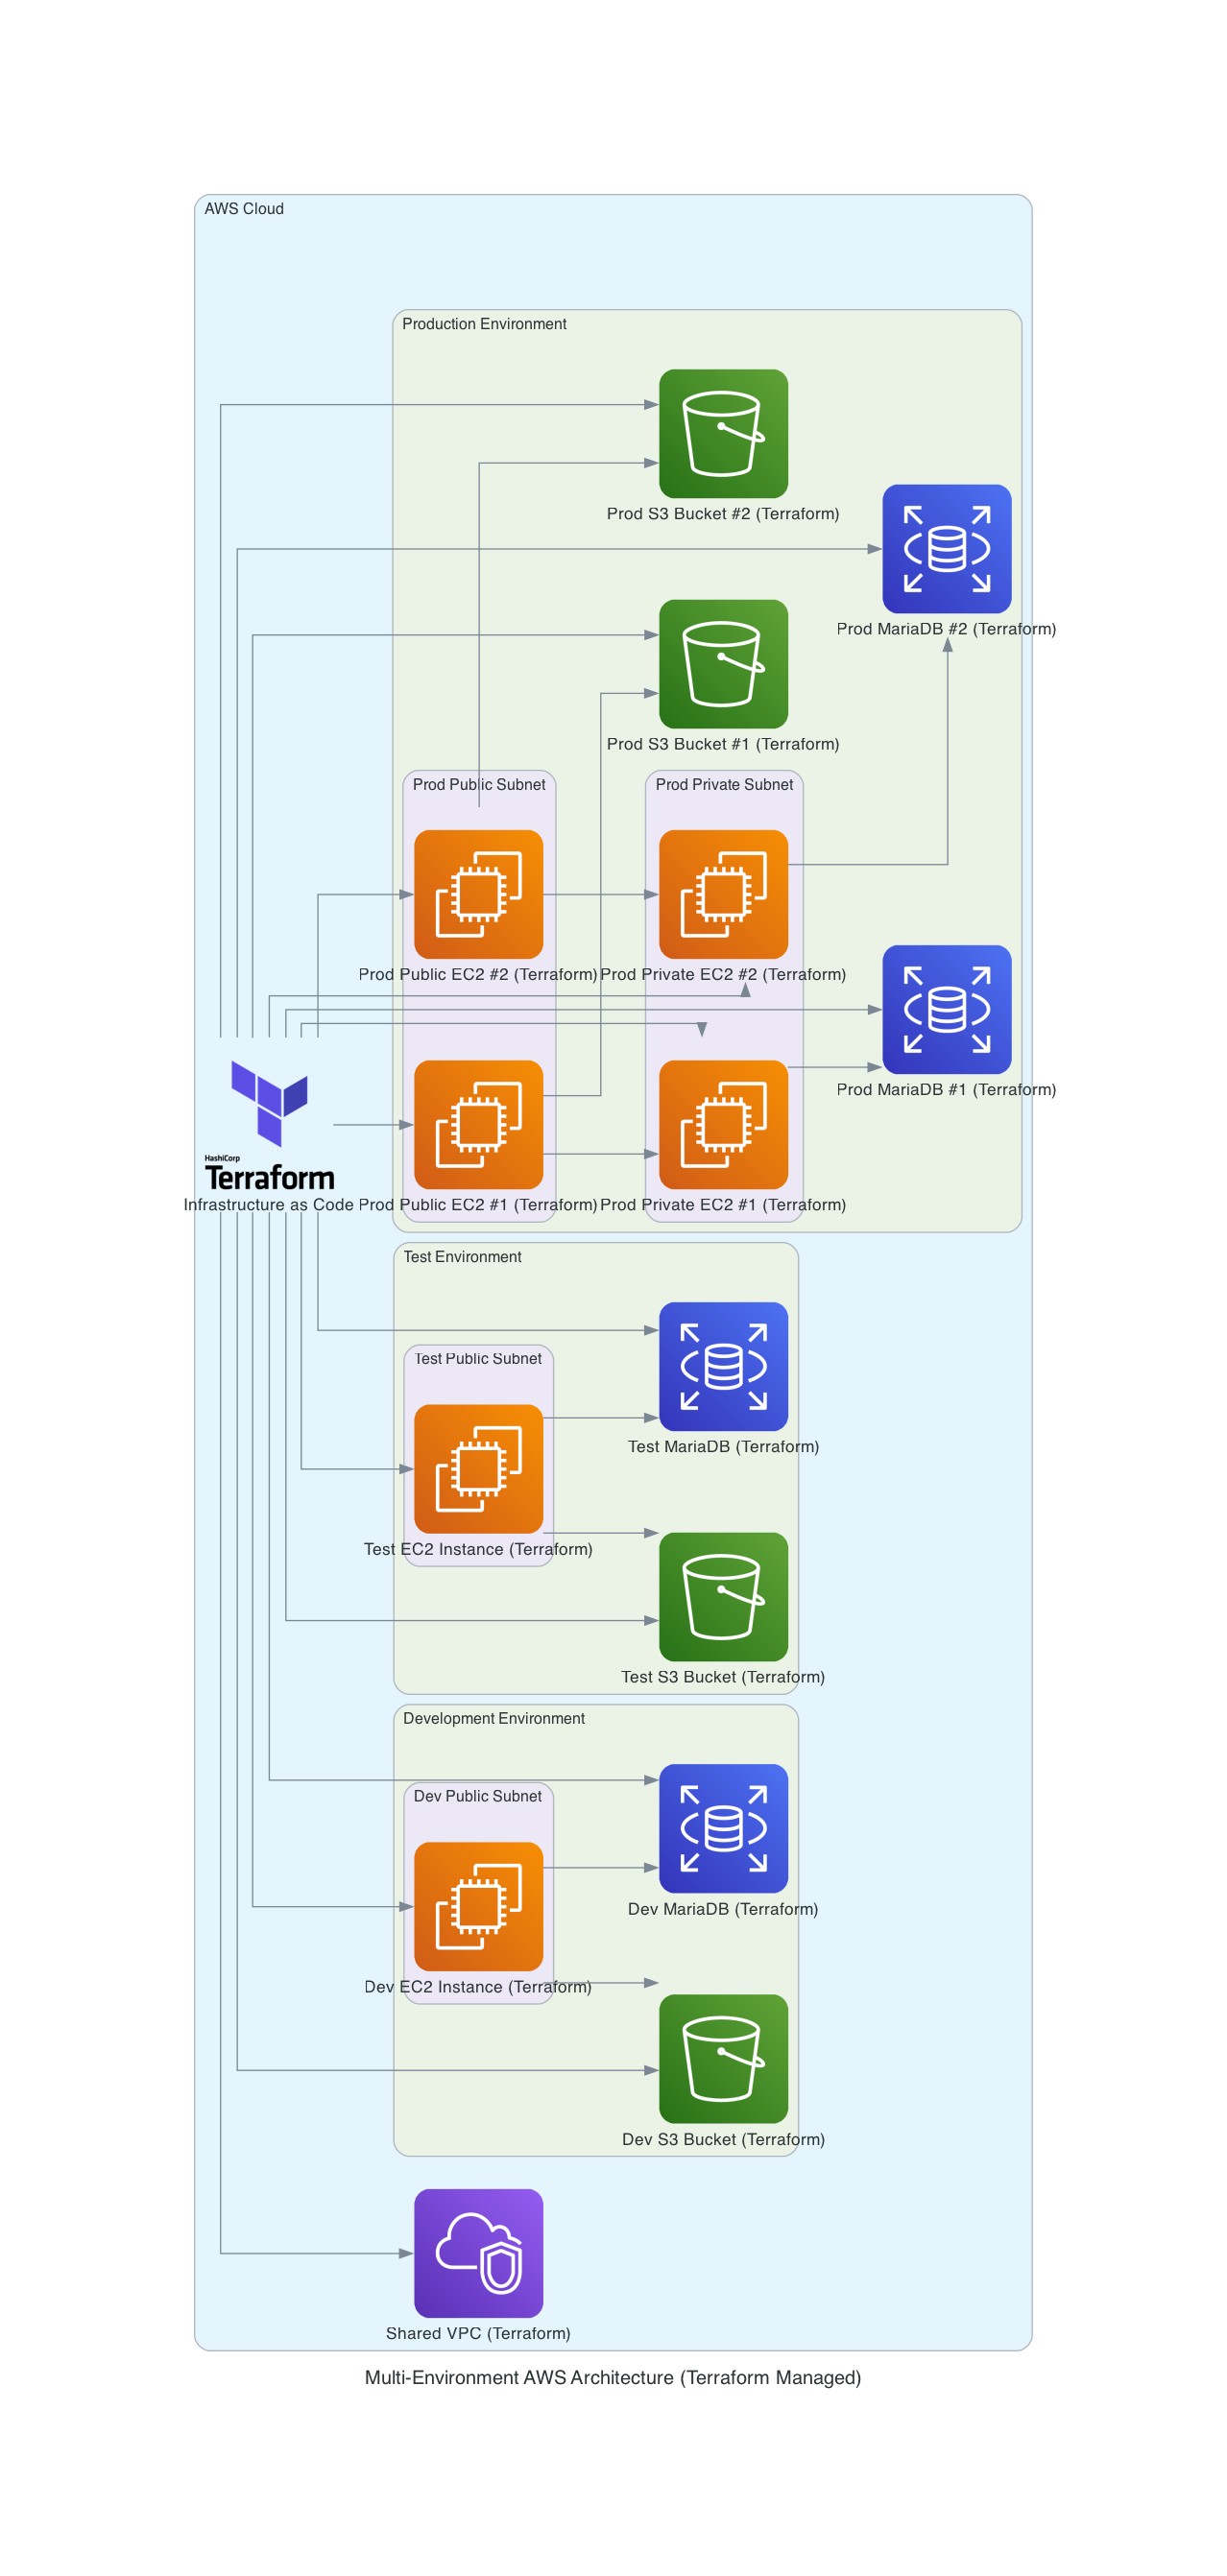 AWS Cloud
Production Environment
Prod S3 Bucket #2 (Terraform)
Prod MariaDB #2 (Terraform)
Prod S3 Bucket #1 (Terraform)
Prod Public Subnet
Prod Private Subnet
Prod Public EC2 #2 (Terraform)
Prod Private EC2 #2 (Terraform)
Prod MariaDB #1 (Terraform)
HashiCorp
Terraform
Infrastructure as Code
Prod Public EC2 #1 (Terraform)
Prod Private EC2 #1 (Terraform)
Test Environment
Test Public Subnet
Test MariaDB (Terraform)
Test EC2 Instance (Terraform)
Test S3 Bucket (Terraform)
Development Environment
Dev Public Subnet
Dev MariaDB (Terraform)
Dev EC2 Instance (Terraform)
Dev S3 Bucket (Terraform)
Shared VPC (Terraform)
Multi-Environment AWS Architecture (Terraform Managed)